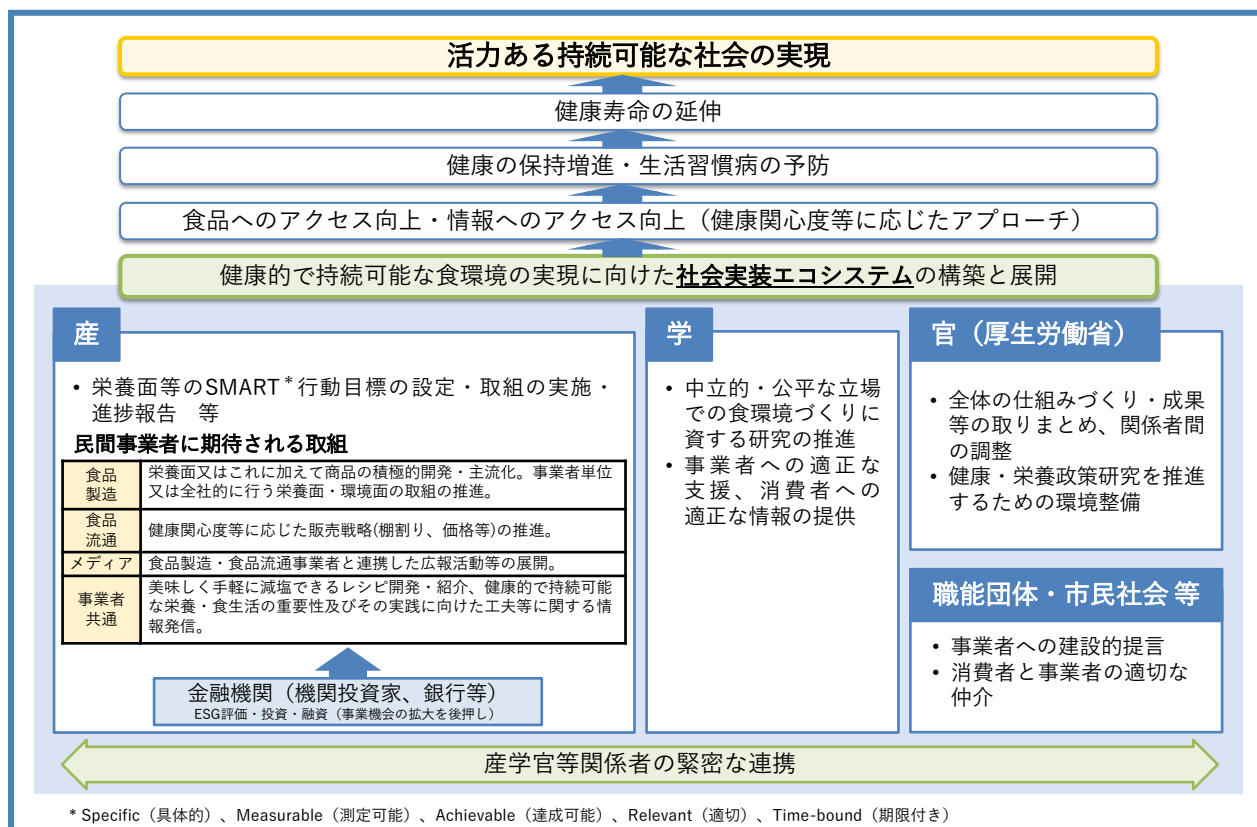 活力ある持続可能な社会の実現
健康寿命の延伸
健康の保持増進・生活習慣病の予防
食品へのアクセス向上・情報へのアクセス向上（健康関心度等に応じたアプローチ）
健康的で持続可能な食環境の実現に向けた社会実装エコシステムの構築と展開
産
• 栄養面等のSMART＊行動目標の設定・取組の実施・
進捗報告　等
民間事業者に期待される取組
食品
製造
栄養面又はこれに加えて商品の積極的開発・主流化。事業者単位
又は全社的に行う栄養面・環境面の取組の推進。
食品
流通
健康関心度等に応じた販売戦略(棚割り、価格等)の推進。
メディア
食品製造・食品流通事業者と連携した広報活動等の展開。
事業者
共通
美味しく手軽に減塩できるレシピ開発・紹介、健康的で持続可能
な栄養・食生活の重要性及びその実践に向けた工夫等に関する情
報発信。
金融機関（機関投資家、銀行等）
ESG評価・投資・融資（事業機会の拡大を後押し）
学
• 中立的・公平な立場
での食環境づくりに
資する研究の推進
• 事業者への適正な
支援、消費者への
適正な情報の提供
官（厚生労働省）
• 全体の仕組みづくり・成果
等の取りまとめ、関係者間
の調整
• 健康・栄養政策研究を推進
するための環境整備
職能団体・市民社会 等
• 事業者への建設的提言
• 消費者と事業者の適切な
仲介
産学官等関係者の緊密な連携
* Specific（具体的）、Measurable（測定可能）、Achievable（達成可能）、Relevant（適切）、Time-bound（期限付き）